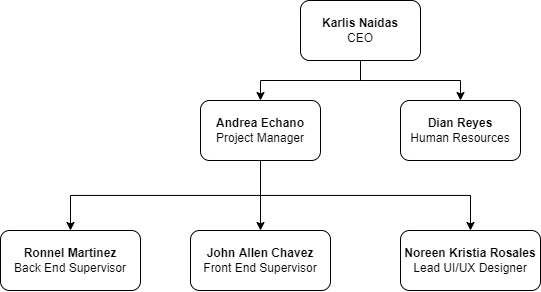 Karlis Naidas
CEO
Andrea Echano
Project Manager
Dian Reyes
Human Resources
Ronnel Martinez
Back End Supervisor
John Allen Chavez
Front End Supervisor
Noreen Kristia Rosales
Lead UI/UX Designer